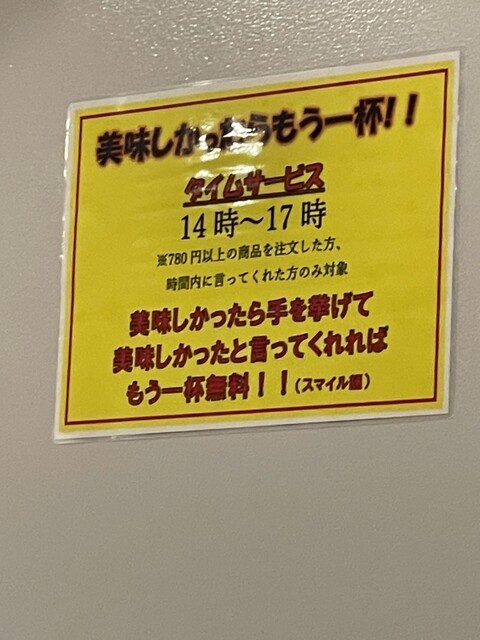 美味しかったらもう一杯!!
タイムサービス
14時～17時
※780円以上の商品を注文した方、
時間内に言ってくれた方のみ対象
美味しかったら手を挙げて
美味しかったと言ってくれれば
もう一杯無料!!(スマイル麺)